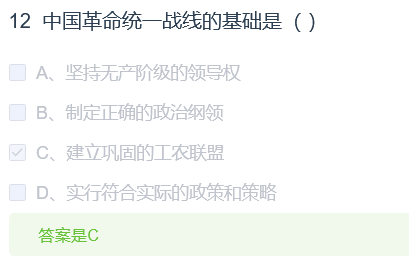 12 中国革命统一战线的基础是 ( )
A、坚持无产阶级的领导权
B、制定正确的政治纲领
C、建立巩固的工农联盟
D、实行符合实际的政策和策略
答案是C